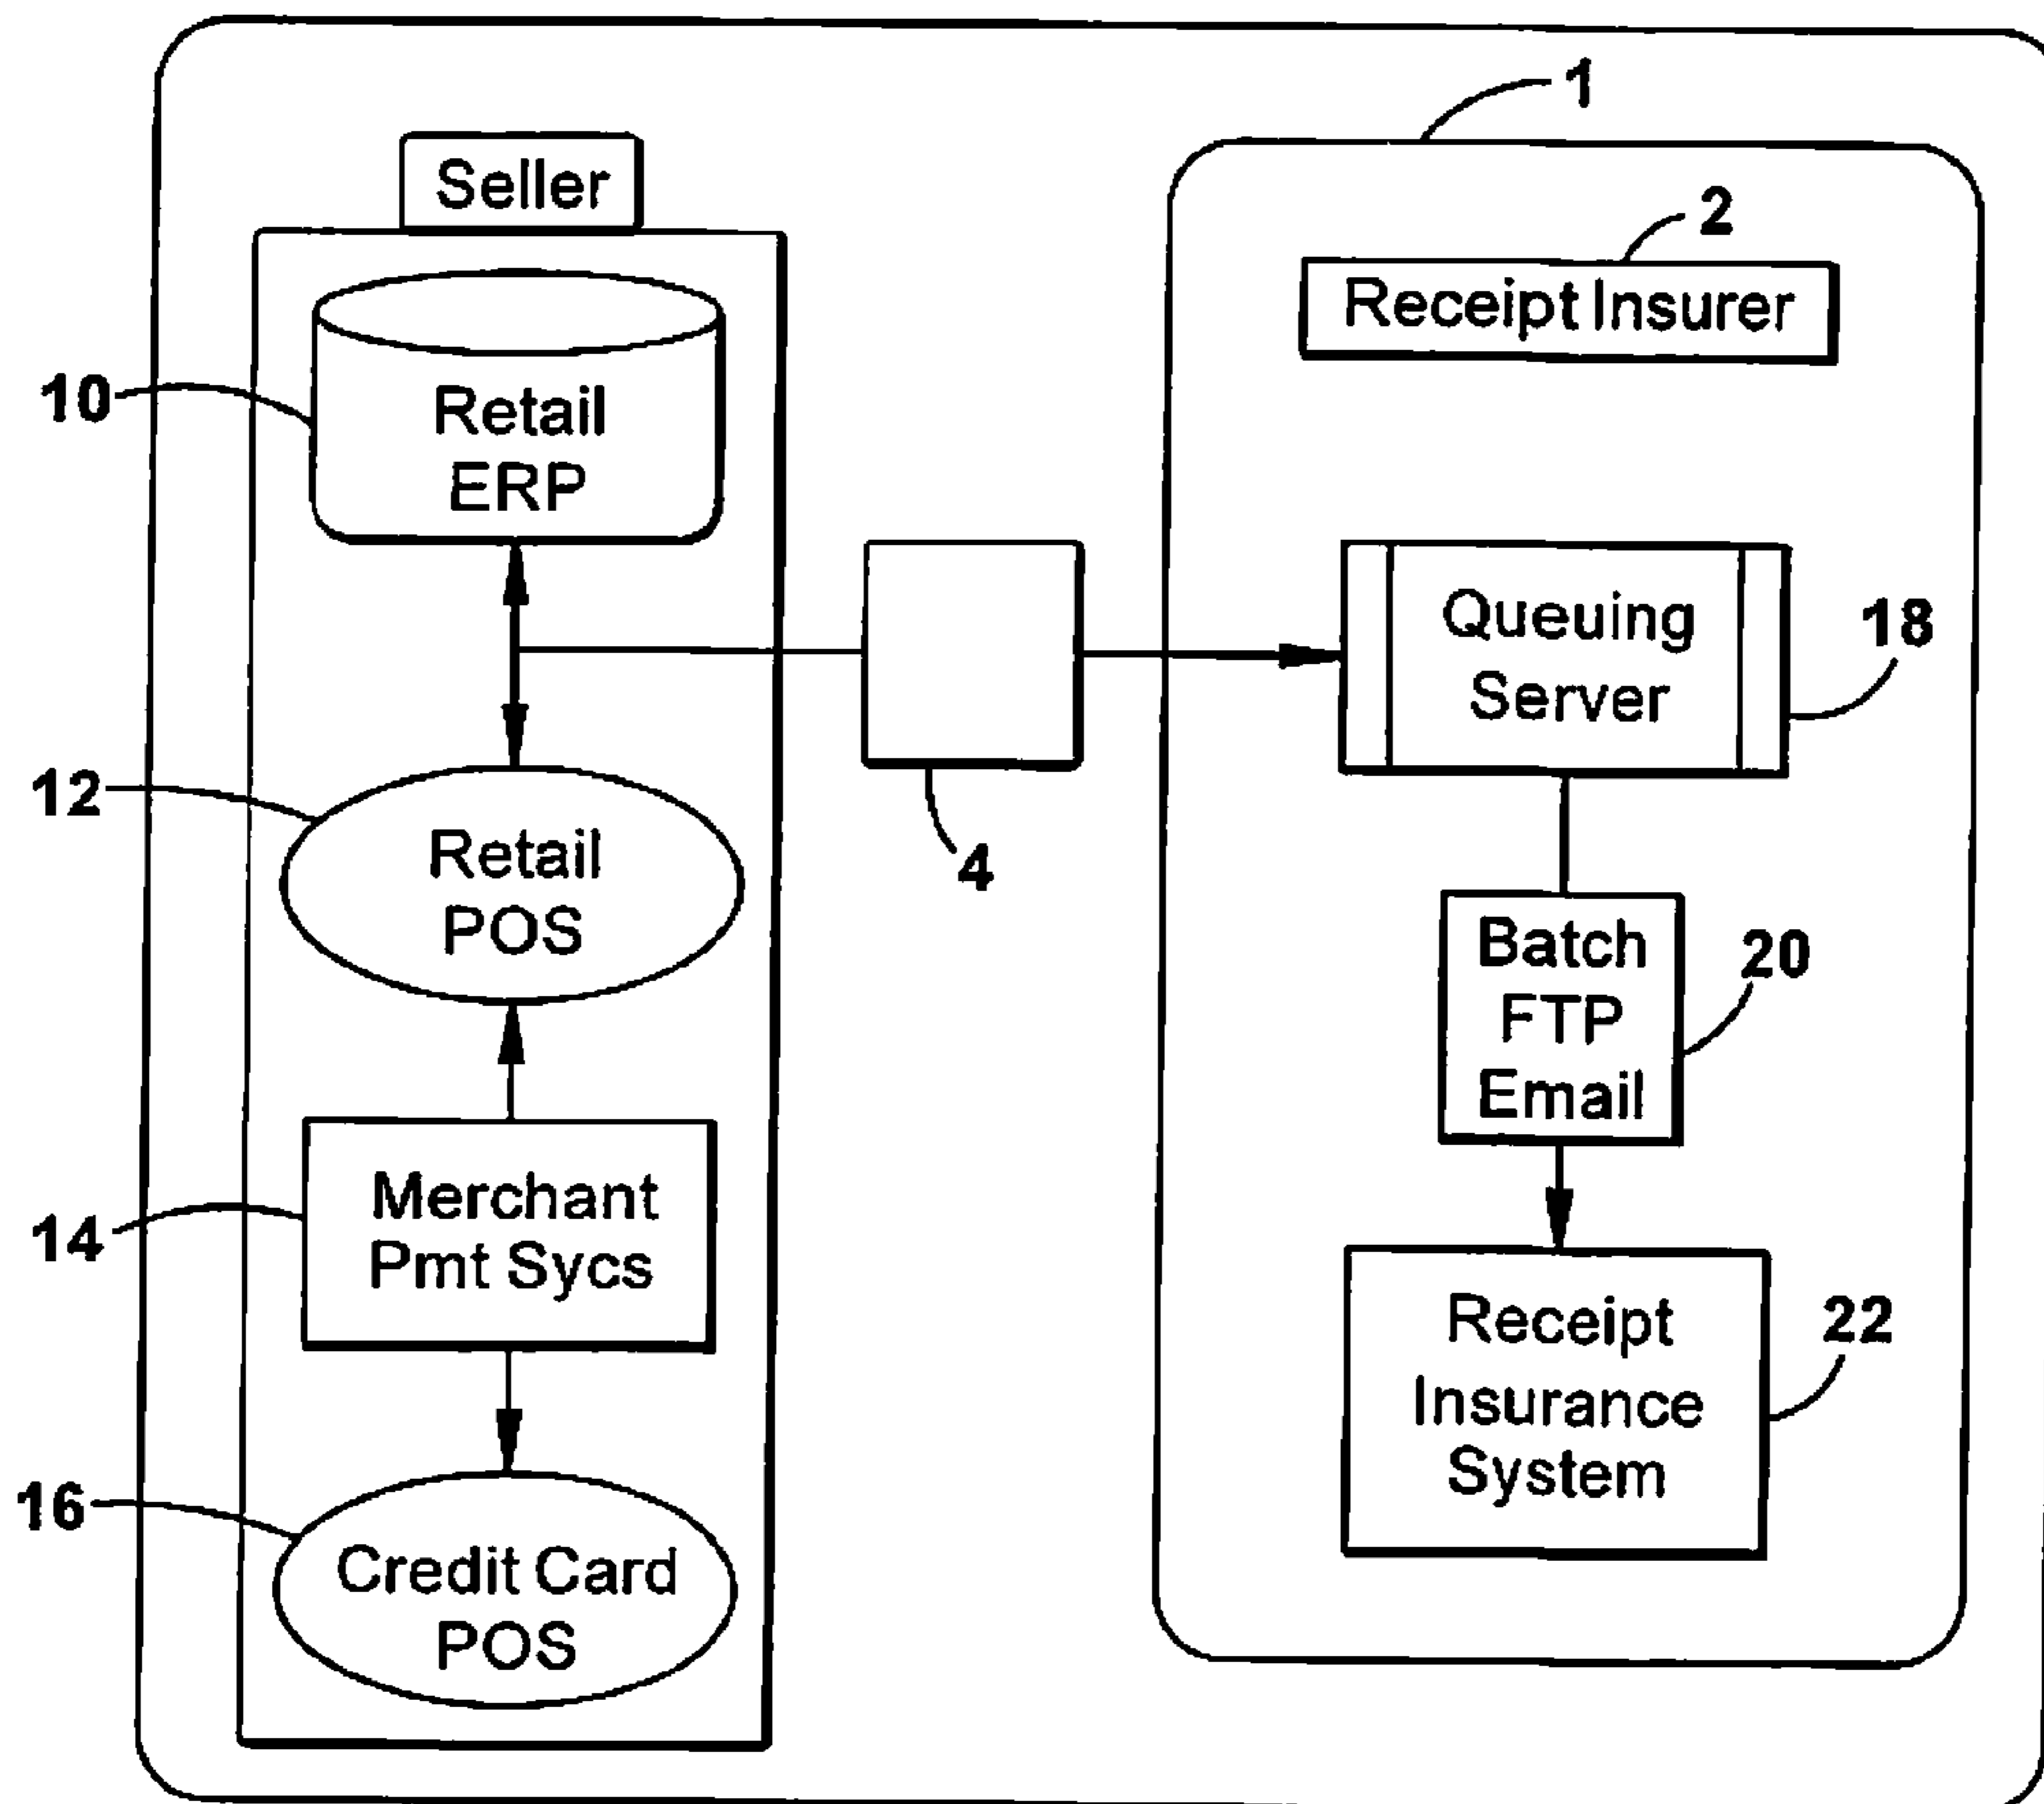 1
Seller
2
Receipt Insurer
10
Retail
ERP
Queuing
Server
18
12
Retail
POS
4
Batch
FTP
Email
20
14
Merchant
Pmt Sycs
Receipt
Insurance
System
22
16
Credit Card
POS